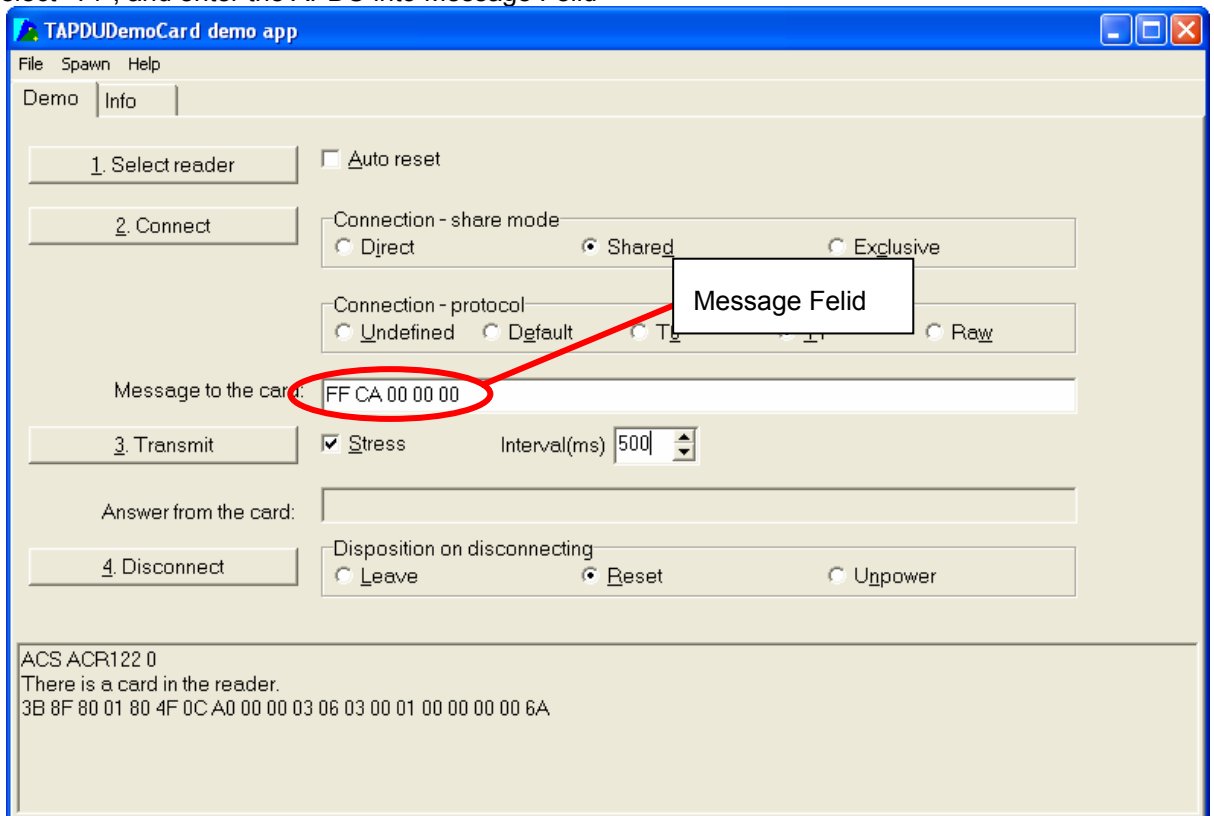 TAPDUDemoCard demo app
File Spawn Help
Demo Info
1. Select reader Auto reset
2. Connect Connection - share mode
Direct Shared Exclusive
Connection - protocol
Message Felid
Undefined Default Raw
Message to the card: FF CA 00 00 00
3. Transmit Stress Interval(ms) 500
Answer from the card:
4. Disconnect Disposition on disconnecting
Leave Reset Unpower
ACS ACR122 0
There is a card in the reader.
3B 8F 80 01 80 4F 0C A0 00 00 03 06 03 00 01 00 00 00 00 6A